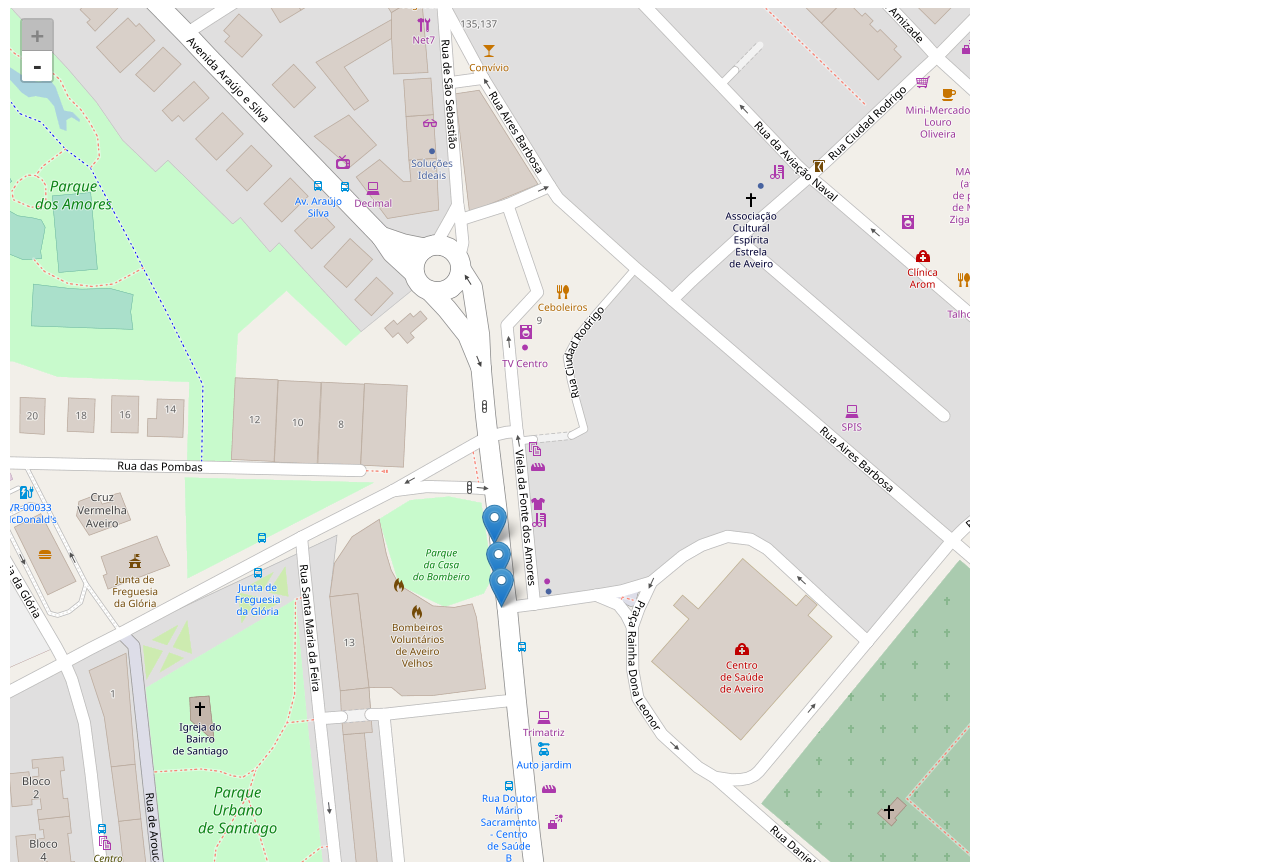 +
-
Avenida Araújo e Silva
Net7
135,137
Convívio
Rua de São Sebastião
Rua Aires Barbosa
Amizade
Mini-Mercado
Louro
Oliveira
Rua Ciudad Rodrigo
Rua da Aviação Naval
Soluções
Ideais
Av. Araújo
Silva
Decimal
Parque
dos Amores
MA
(a
de p
de M
Ziga
Associação
Cultural
Espírita
Estrela
de Aveiro
Clínica
Arom
Talho
Ceboleiros
9
TV Centro
Rua Ciudad Rodrigo
20
18
16
14
12
10
8
SPIS
Rua Aires Barbosa
Rua das Pombas
Viela da Fonte dos Amores
VR-00033
cDonald's
Cruz
Vermelha
Aveiro
Junta de
Freguesia
da Glória
Junta de
Freguesia
da Glória
ia da Glória
Rua Santa Maria da Feira
Parque
da Casa
do Bombeiro
Bombeiros
Voluntários
de Aveiro
Velhos
13
Praça Rainha Dona Leonor
Centro
de Saúde
de Aveiro
1
Igreja do
Bairro
de Santiago
Trimatriz
Auto jardim
Bloco
2
Parque
Urbano
de Santiago
Rua de Arouc
Rua Doutor
Mário
Sacramento
- Centro
de Saúde
B
Bloco
4
Centro
Rua Daniel